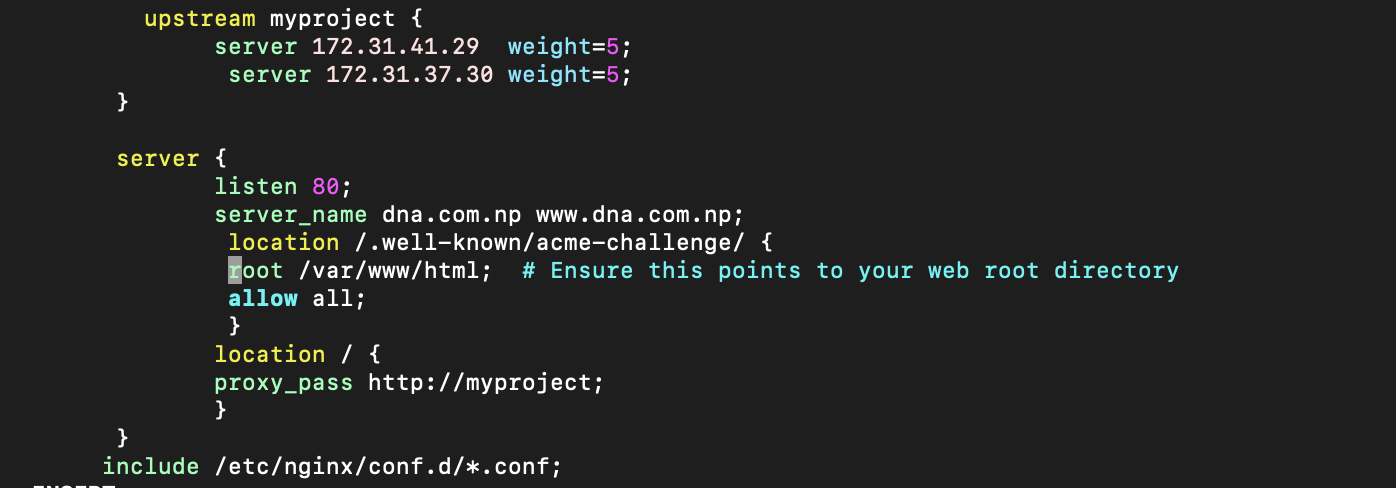 upstream myproject {
server 172.31.41.29  weight=5;
server 172.31.37.30 weight=5;
}
server {
listen 80;
server_name dna.com.np www.dna.com.np;
location /.well-known/acme-challenge/ {
root /var/www/html;  # Ensure this points to your web root directory
allow all;
}
location / {
proxy_pass http://myproject;
}
}
include /etc/nginx/conf.d/*.conf;